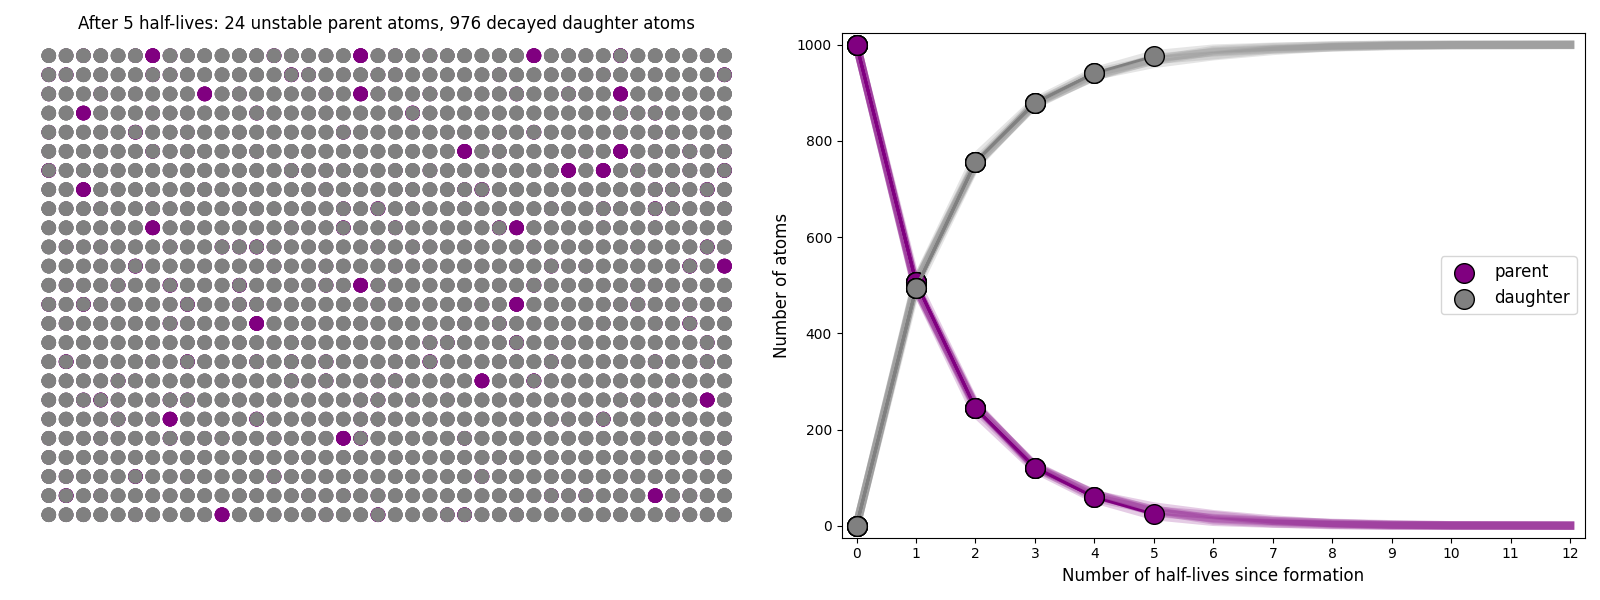 After 5 half-lives: 24 unstable parent atoms, 976 decayed daughter atoms
1000
800
600
400
200
0
Number of atoms
parent
daughter
0 1 2 3 4 5 6 7 8 9 10 11 12
Number of half-lives since formation